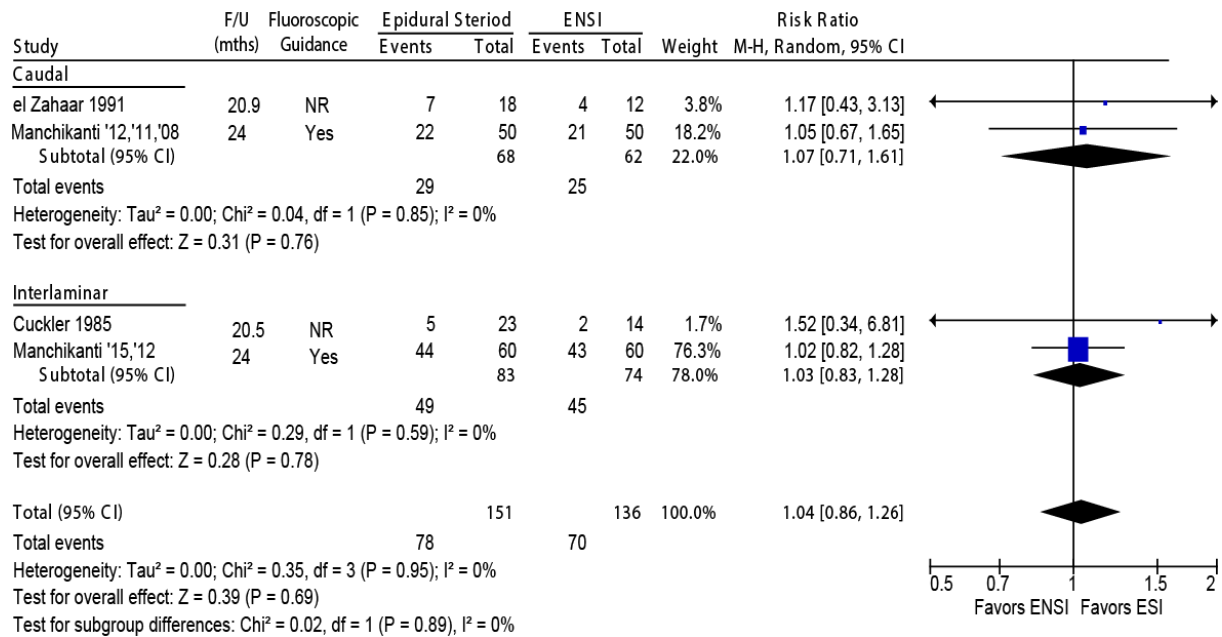 F/U Fluoroscopic Epidural Steriod ENSI Risk Ratio
Study (mths) Guidance Events Total Events Total Weight M-H, Random, 95% CI
Caudal
el Zahaar 1991 20.9 NR 7 18 4 12 3.8% 1.17 [0.43, 3.13]
Manchikanti '12,'11,'08 24 Yes 22 50 21 50 18.2% 1.05 [0.67, 1.65]
Subtotal (95% CI) 68 62 22.0% 1.07 [0.71, 1.61]
Total events 29 25
Heterogeneity: Tau² = 0.00; Chi² = 0.04, df = 1 (P = 0.85); I² = 0%
Test for overall effect: Z = 0.31 (P = 0.76)
Interlaminar
Cuckler 1985 20.5 NR 5 23 2 14 1.7% 1.52 [0.34, 6.81]
Manchikanti '15,'12 24 Yes 44 60 43 60 76.3% 1.02 [0.82, 1.28]
Subtotal (95% CI) 83 74 78.0% 1.03 [0.83, 1.28]
Total events 49 45
Heterogeneity: Tau² = 0.00; Chi² = 0.29, df = 1 (P = 0.59); I² = 0%
Test for overall effect: Z = 0.28 (P = 0.78)
Total (95% CI) 151 136 100.0% 1.04 [0.86, 1.26]
Total events 78 70
Heterogeneity: Tau² = 0.00; Chi² = 0.35, df = 3 (P = 0.95); I² = 0%
Test for overall effect: Z = 0.39 (P = 0.69)
Test for subgroup differences: Chi² = 0.02, df = 1 (P = 0.89), I² = 0%
0.5 0.7 1 1.5 2
Favors ENSI Favors ESI